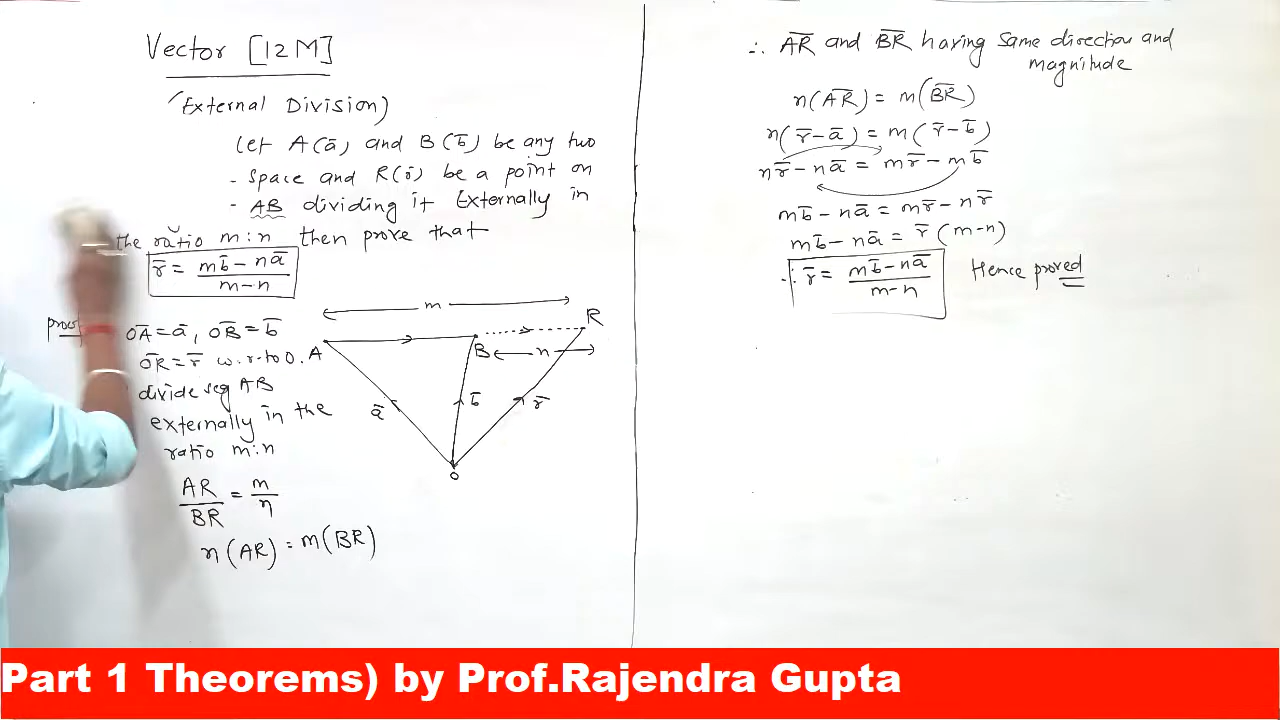 Vector [12M]
(External Division)
Let A(ā) and B(b̄) be any two
- space and R(r̄) be a point on
- AB dividing it Externally in
the ratio m:n then prove that
r̄ = (mb̄ - nā)/(m-n)
proof
OA̅ = ā, OB̅ = b̄
OR̅ = r̄ w.r.to O.
divide seg AB
externally in the
ratio m:n
AR/BR = m/n
n(AR) = m(BR)
m
A
B
R
n
ā
b̄
r̄
O
∴ AR̅ and BR̅ having same direction and
magnitude
n(AR̅) = m(BR̅)
n(r̄-ā) = m(r̄-b̄)
nr̄ - nā = mr̄ - mb̄
mb̄ - nā = mr̄ - nr̄
mb̄ - nā = r̄(m-n)
∴ r̄ = (mb̄-nā)/(m-n) Hence proved
Part 1 Theorems) by Prof.Rajendra Gupta